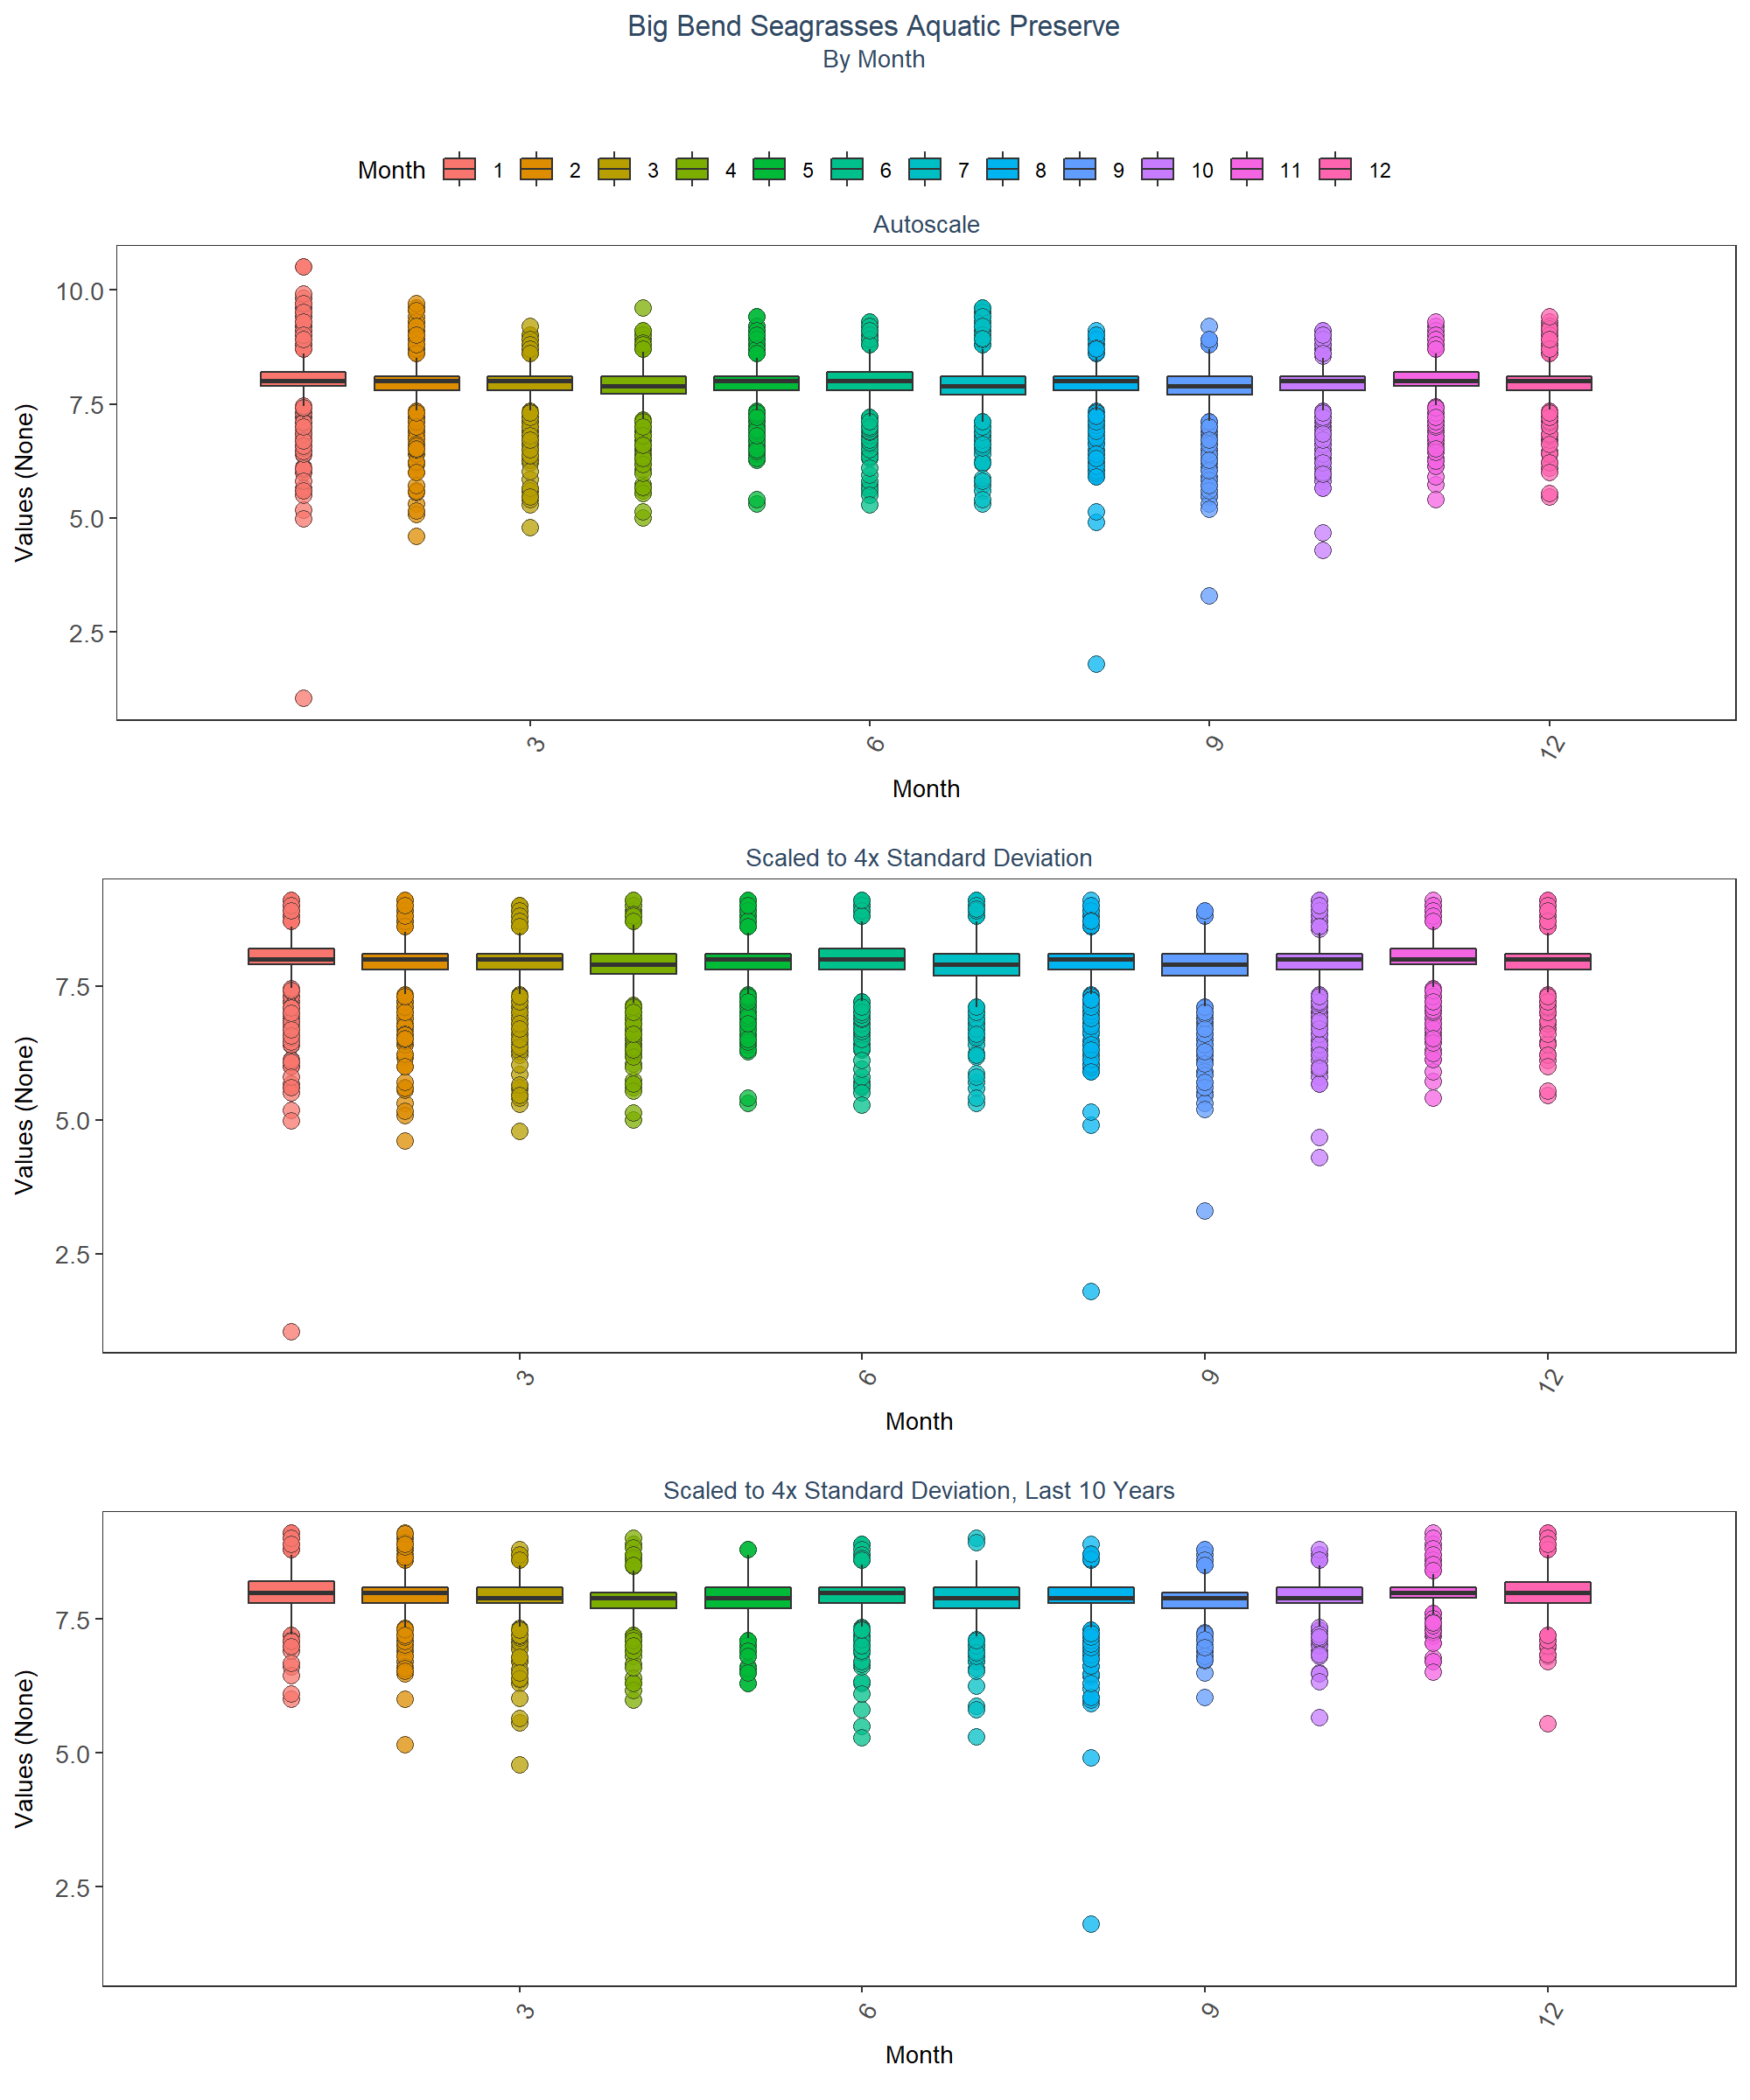 Big Bend Seagrasses Aquatic Preserve
By Month
Month 1 2 3 4 5 6 7 8 9 10 11 12
Autoscale
10.0
7.5
5.0
2.5
Values (None)
3 6 9 12
Month
Scaled to 4x Standard Deviation
7.5
5.0
2.5
Values (None)
3 6 9 12
Month
Scaled to 4x Standard Deviation, Last 10 Years
7.5
5.0
2.5
Values (None)
3 6 9 12
Month